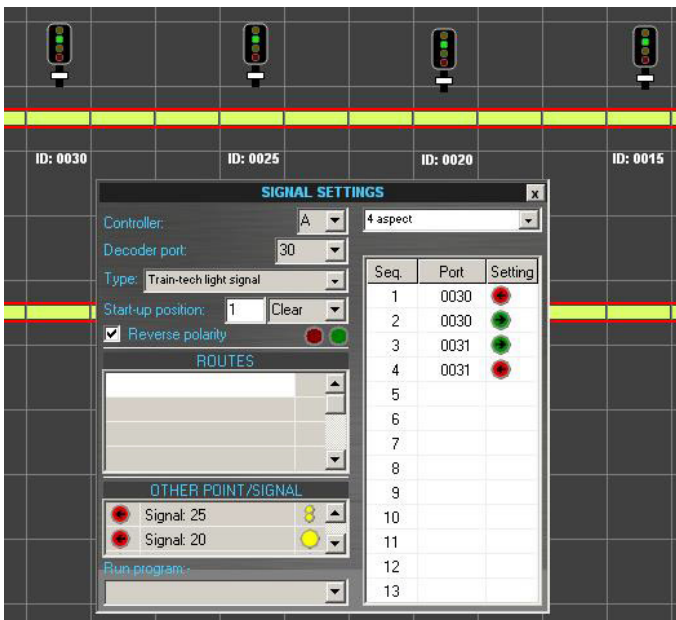 ID: 0030 ID: 0025 ID: 0020 ID: 0015
SIGNAL SETTINGS x
Controller: A
4 aspect
Decoder port: 30
Type: Train-tech light signal
Start-up position: 1 Clear
Reverse polarity
ROUTES
OTHER POINT/SIGNAL
Signal: 25
Signal: 20
Run program:-
Seq. Port Setting
1 0030
2 0030
3 0031
4 0031
5
6
7
8
9
10
11
12
13